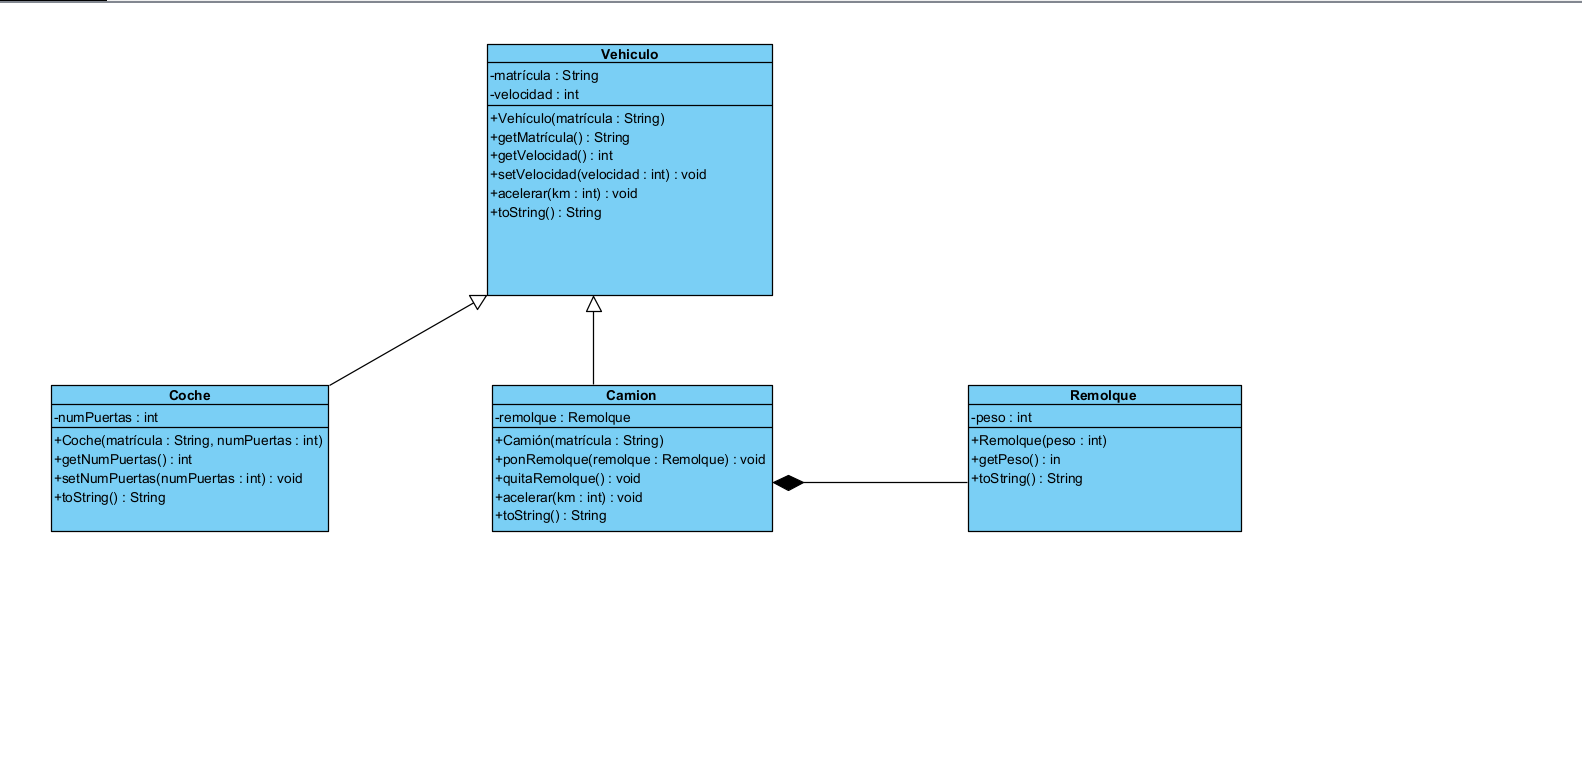 Vehiculo
-matrícula : String
-velocidad : int
+Vehículo(matrícula : String)
+getMatrícula() : String
+getVelocidad() : int
+setVelocidad(velocidad : int) : void
+acelerar(km : int) : void
+toString() : String
Coche
-numPuertas : int
+Coche(matrícula : String, numPuertas : int)
+getNumPuertas() : int
+setNumPuertas(numPuertas : int) : void
+toString() : String
Camion
-remolque : Remolque
+Camión(matrícula : String)
+ponRemolque(remolque : Remolque) : void
+quitaRemolque() : void
+acelerar(km : int) : void
+toString() : String
Remolque
-peso : int
+Remolque(peso : int)
+getPeso() : in
+toString() : String